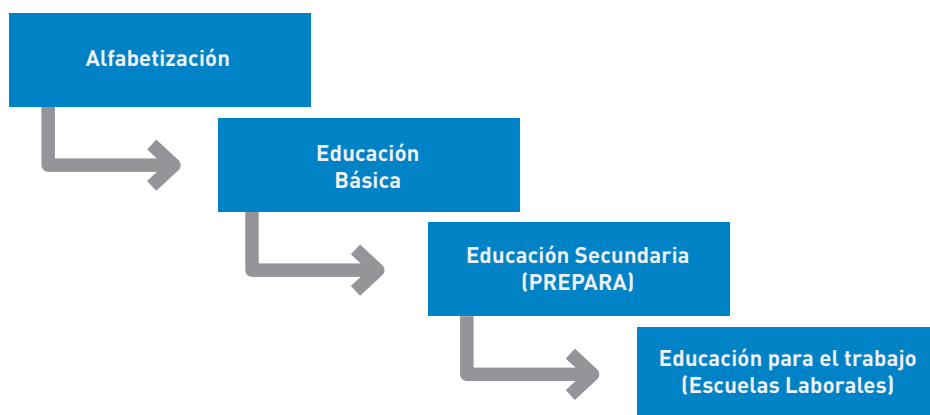 Alfabetización
Educación
Básica
Educación Secundaria
(PREPARA)
Educación para el trabajo
(Escuelas Laborales)